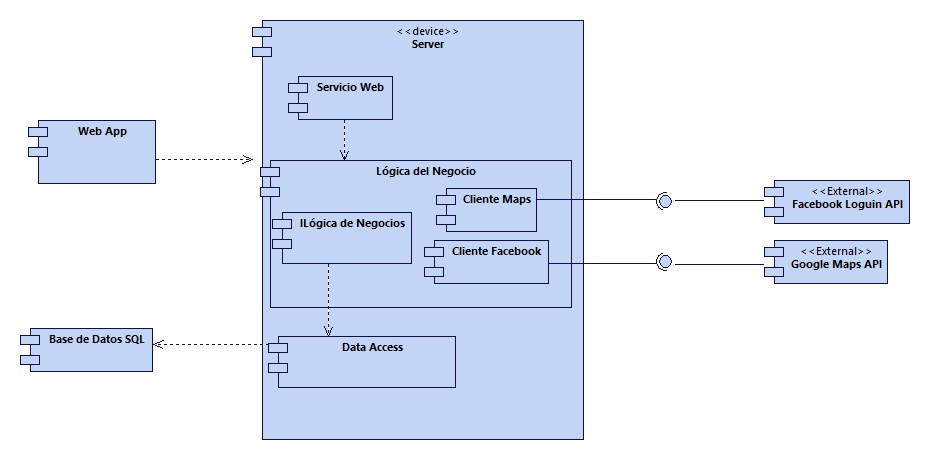 <<device>>
Server
Servicio Web
Web App
Lógica del Negocio
Cliente Maps
<<External>>
Facebook Loguin API
ILógica de Negocios
Cliente Facebook
<<External>>
Google Maps API
Base de Datos SQL
Data Access